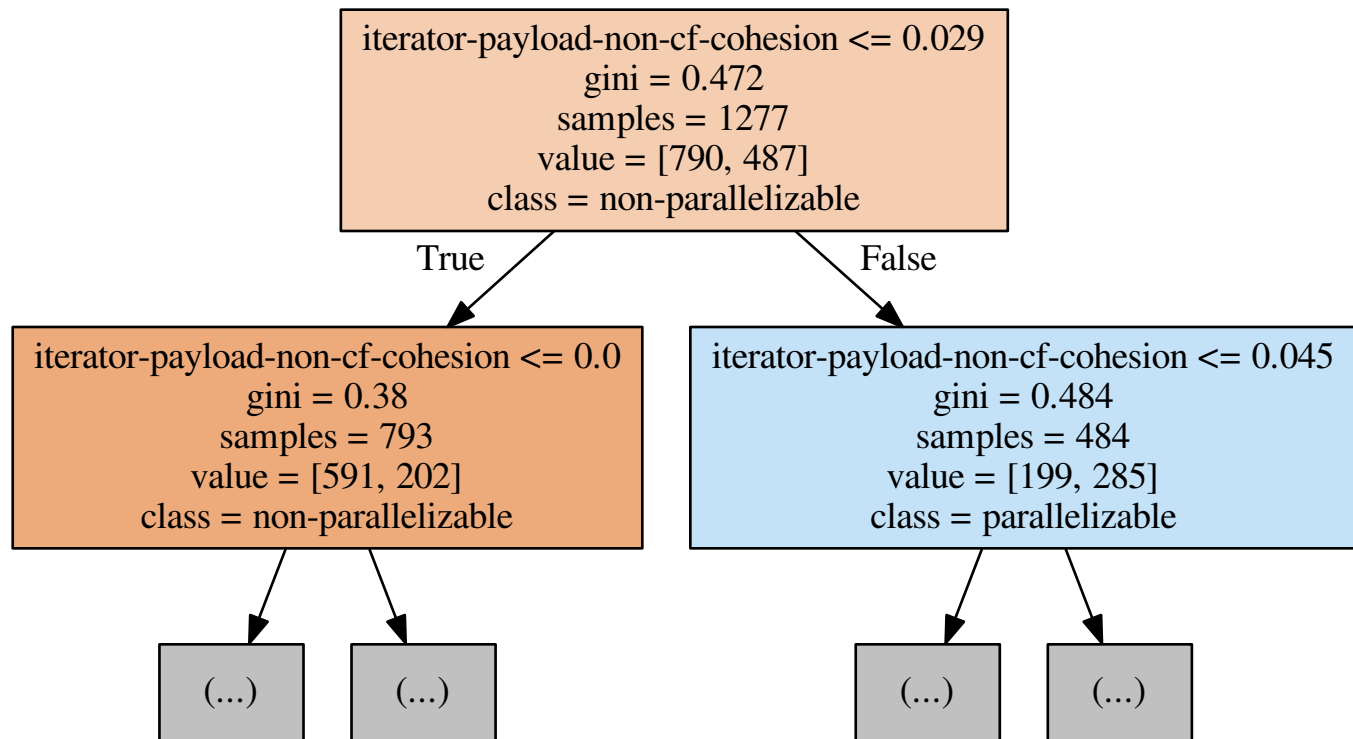 iterator-payload-non-cf-cohesion <= 0.029
gini = 0.472
samples = 1277
value = [790, 487]
class = non-parallelizable
True
False
iterator-payload-non-cf-cohesion <= 0.0
gini = 0.38
samples = 793
value = [591, 202]
class = non-parallelizable
iterator-payload-non-cf-cohesion <= 0.045
gini = 0.484
samples = 484
value = [199, 285]
class = parallelizable
(...)
(...)
(...)
(...)